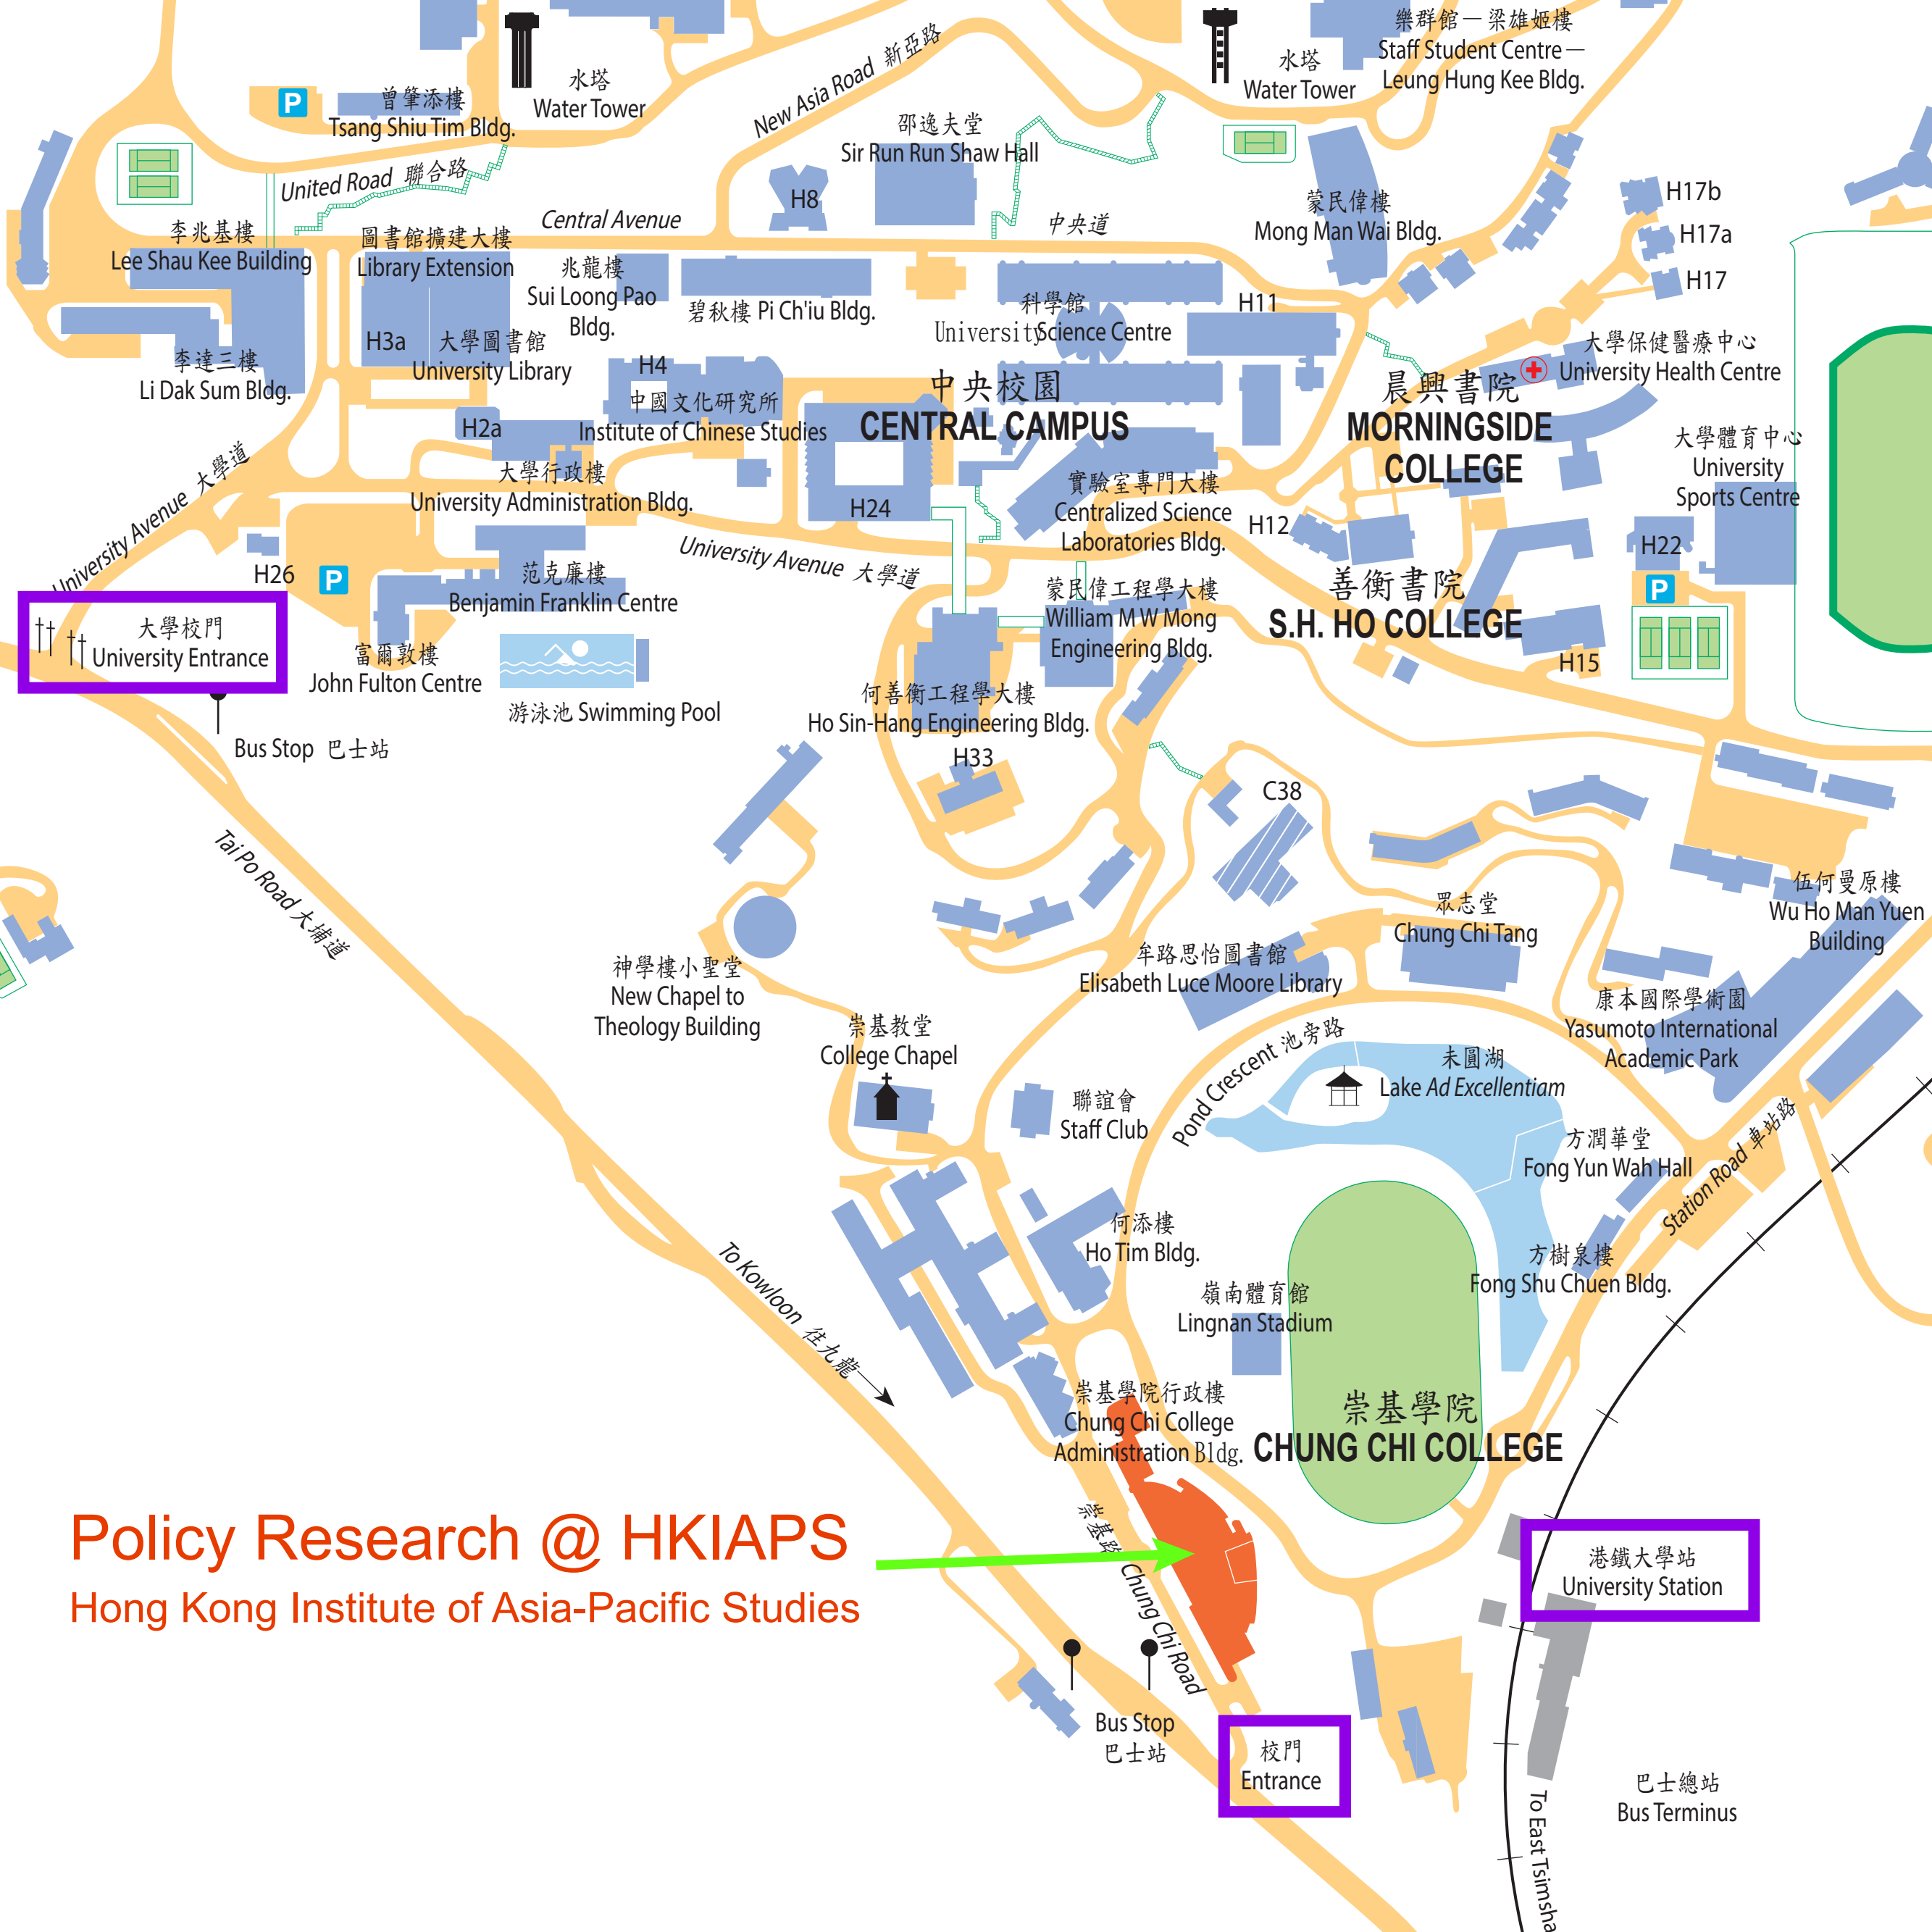 樂群館—梁雄姬樓
Staff Student Centre—
Leung Hung Kee Bldg.
水塔
Water Tower
水塔
Water Tower
New Asia Road 新亞路
P
曾肇添樓
Tsang Shiu Tim Bldg.
邵逸夫堂
Sir Run Run Shaw Hall
United Road 聯合路
H8
Central Avenue
中央道
蒙民偉樓
Mong Man Wai Bldg.
H17b
H17a
H17
李兆基樓
Lee Shau Kee Building
圖書館擴建大樓
Library Extension
兆龍樓
Sui Loong Pao
Bldg.
碧秋樓 Pi Ch'iu Bldg.
科學館
University Science Centre
H11
H3a
大學圖書館
University Library
李達三樓
Li Dak Sum Bldg.
H4
中國文化研究所
Institute of Chinese Studies
中央校園
CENTRAL CAMPUS
晨興書院
MORNINGSIDE
COLLEGE
大學保健醫療中心
University Health Centre
大學體育中心
University
Sports Centre
H2a
大學行政樓
University Administration Bldg.
H24
實驗室專門大樓
Centralized Science
Laboratories Bldg.
H12
H22
P
University Avenue 大學道
University Avenue 大學道
H26
P
范克廉樓
Benjamin Franklin Centre
蒙民偉工程學大樓
William M W Mong
Engineering Bldg.
善衡書院
S.H. HO COLLEGE
H15
大學校門
University Entrance
富爾敦樓
John Fulton Centre
游泳池 Swimming Pool
何善衡工程學大樓
Ho Sin-Hang Engineering Bldg.
H33
Bus Stop 巴士站
C38
Tai Po Road 大埔道
眾志堂
Chung Chi Tang
伍何曼原樓
Wu Ho Man Yuen
Building
牟路思怡圖書館
Elisabeth Luce Moore Library
神學樓小聖堂
New Chapel to
Theology Building
康本國際學術園
Yasumoto International
Academic Park
崇基教堂
College Chapel
Pond Crescent 池旁路
未圓湖
Lake Ad Excellentiam
聯誼會
Staff Club
方潤華堂
Fong Yun Wah Hall
Station Road 車站路
何添樓
Ho Tim Bldg.
方樹泉樓
Fong Shu Chuen Bldg.
To Kowloon 往九龍
嶺南體育館
Lingnan Stadium
崇基學院行政樓
Chung Chi College
Administration Bldg.
崇基學院
CHUNG CHI COLLEGE
Policy Research @ HKIAPS
Hong Kong Institute of Asia-Pacific Studies
崇基路 Chung Chi Road
港鐵大學站
University Station
Bus Stop
巴士站
校門
Entrance
巴士總站
Bus Terminus
To East Tsimsha